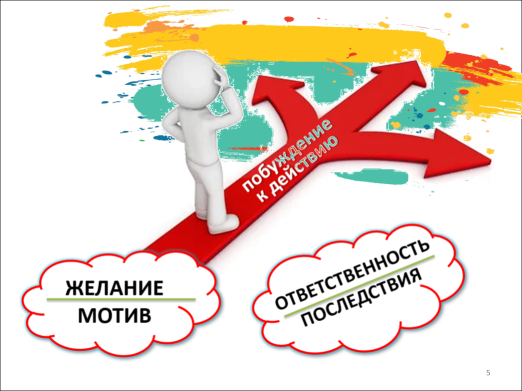 побуждение
к действию
ЖЕЛАНИЕ
МОТИВ
ОТВЕТСТВЕННОСТЬ
ПОСЛЕДСТВИЯ
5